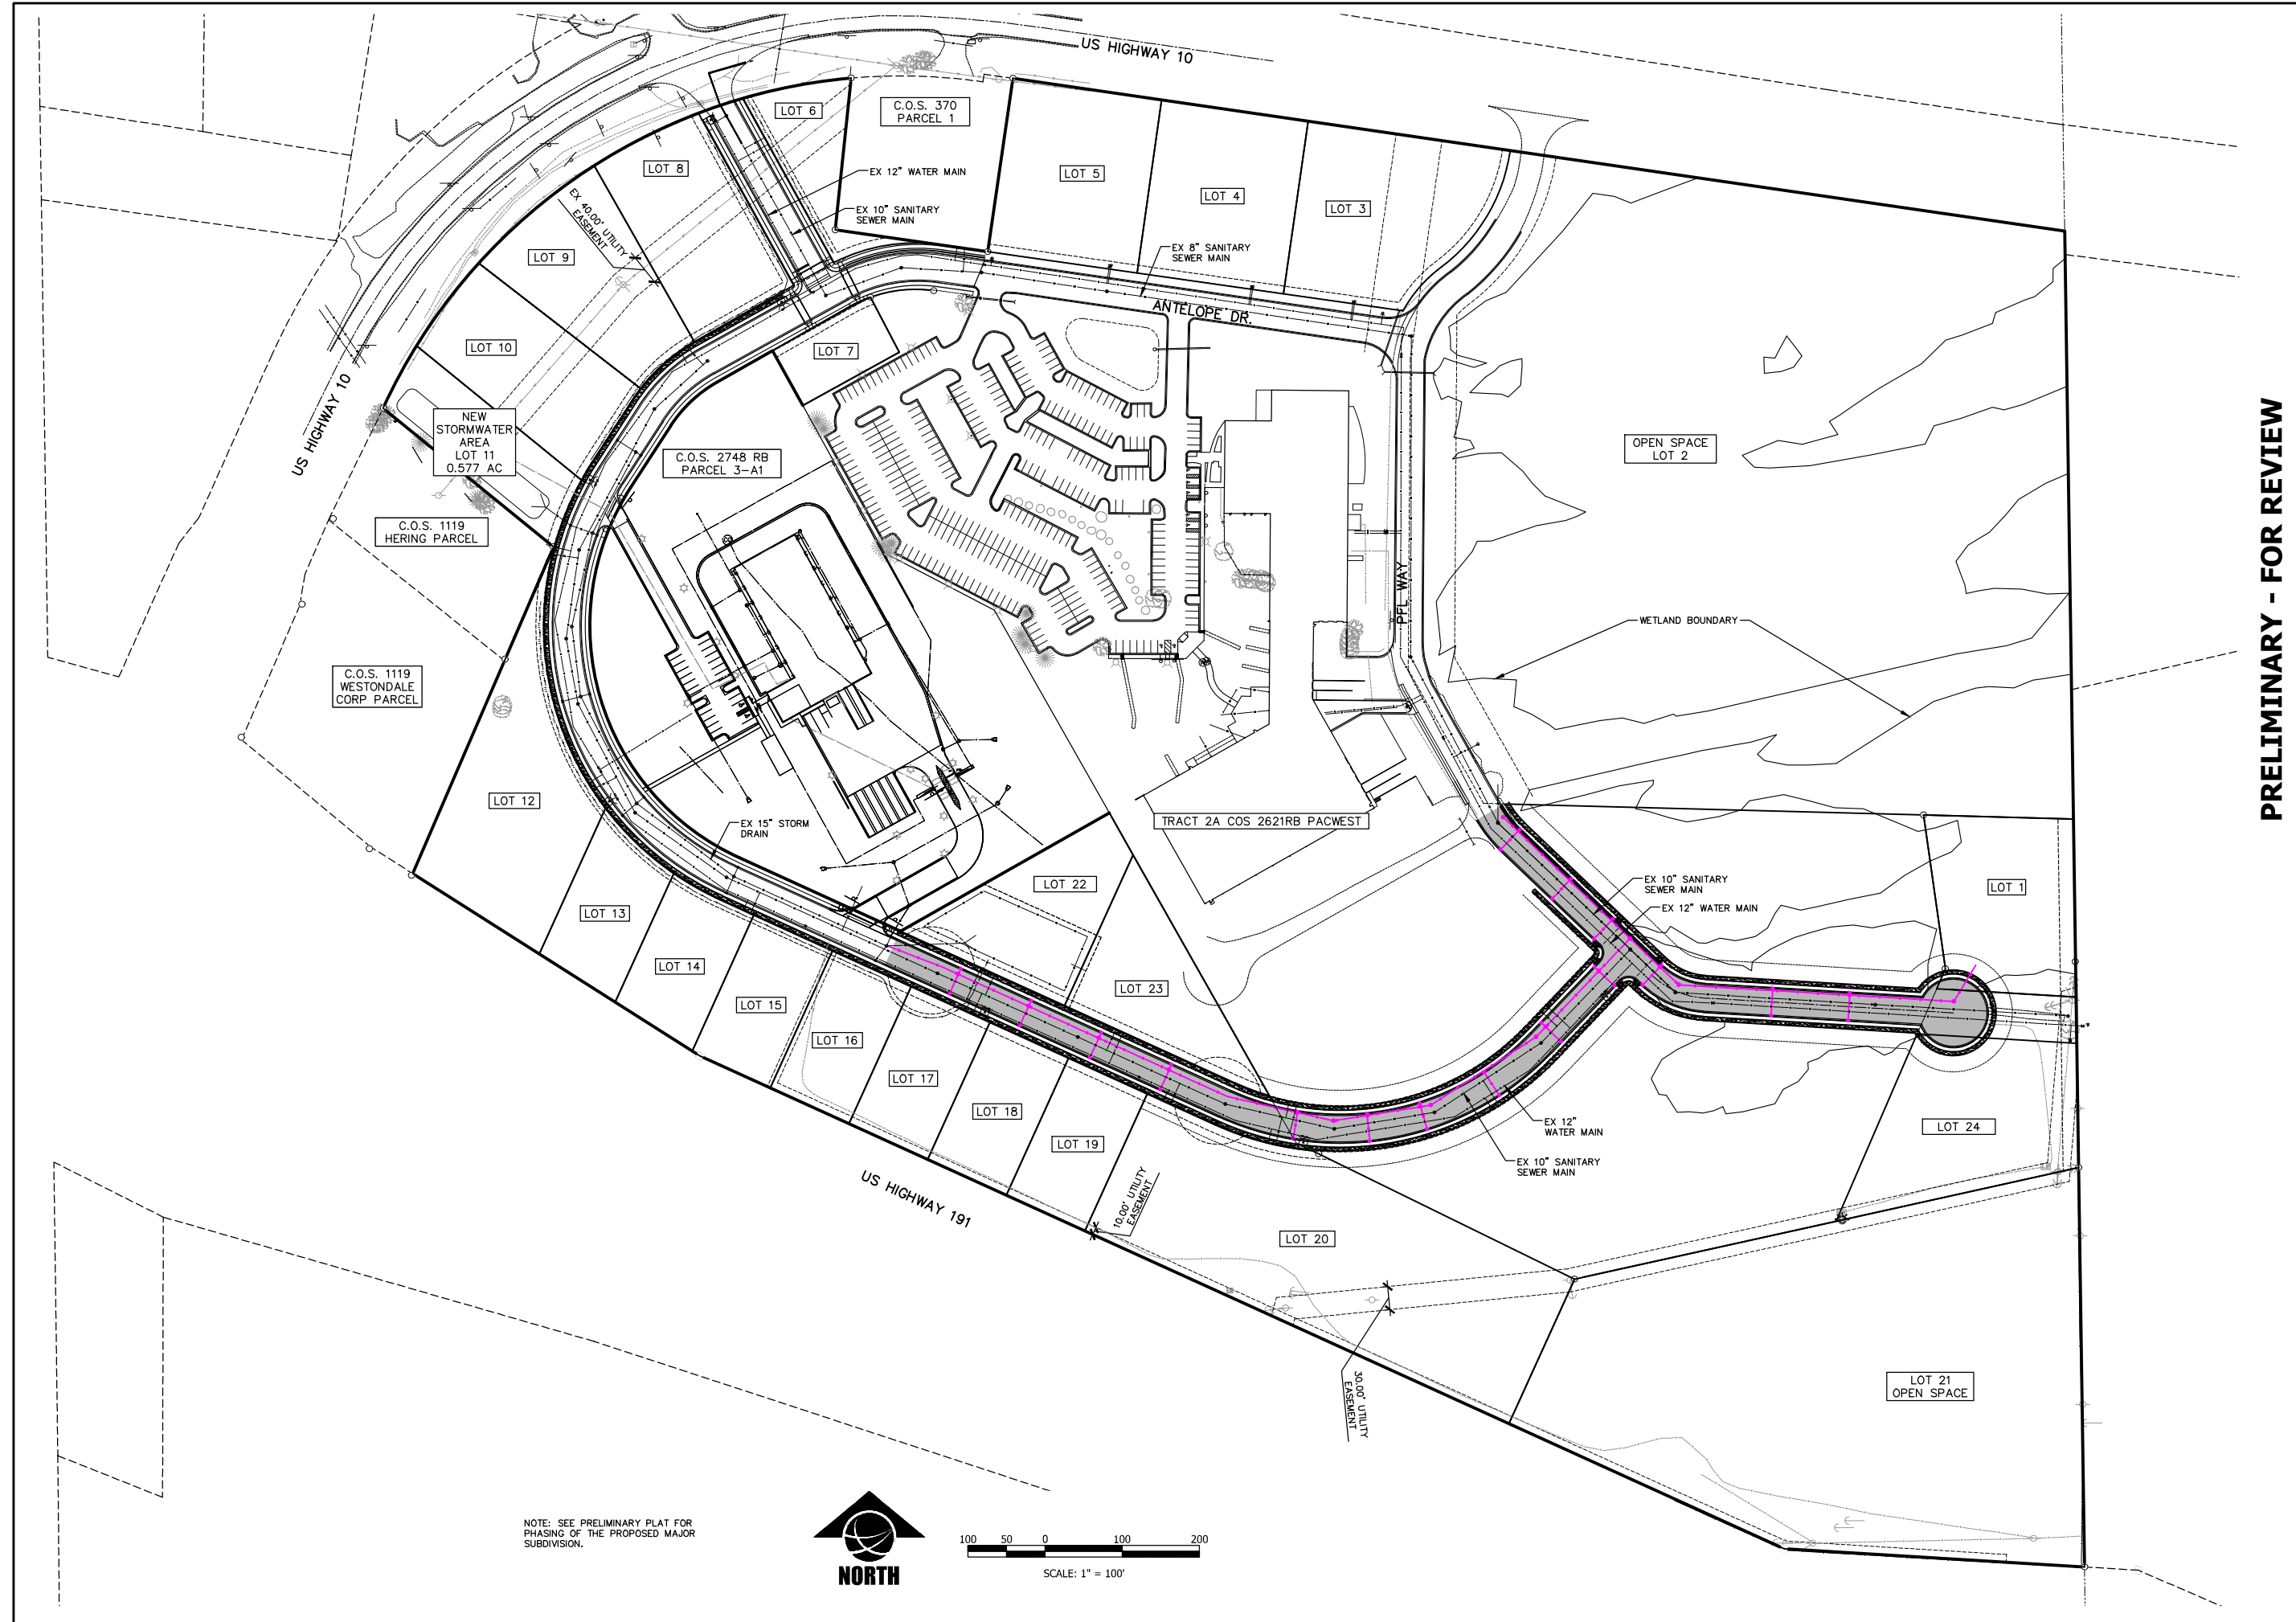 US HIGHWAY 10
LOT 6
C.O.S. 370
PARCEL 1
LOT 8
EX 12" WATER MAIN
LOT 5
LOT 4
LOT 3
EX 10" SANITARY
SEWER MAIN
EX 40.00' UTILITY
EASEMENT
LOT 9
EX 8" SANITARY
SEWER MAIN
ANTELOPE DR.
LOT 10
LOT 7
US HIGHWAY 10
NEW
STORMWATER
AREA
LOT 11
0.577 AC
C.O.S. 2748 RB
PARCEL 3-A1
OPEN SPACE
LOT 2
PRELIMINARY - FOR REVIEW
C.O.S. 1119
HERING PARCEL
PFL WAY
WETLAND BOUNDARY
C.O.S. 1119
WESTONDALE
CORP PARCEL
LOT 12
EX 15" STORM
DRAIN
TRACT 2A COS 2621RB PACWEST
LOT 22
EX 10" SANITARY
SEWER MAIN
LOT 1
EX 12" WATER MAIN
LOT 13
LOT 14
LOT 23
LOT 15
LOT 16
LOT 17
LOT 18
LOT 19
EX 12"
WATER MAIN
LOT 24
EX 10" SANITARY
SEWER MAIN
US HIGHWAY 191
10.00' UTILITY
EASEMENT
LOT 20
30.00' UTILITY
EASEMENT
LOT 21
OPEN SPACE
NOTE: SEE PRELIMINARY PLAT FOR
PHASING OF THE PROPOSED MAJOR
SUBDIVISION.
NORTH
100 50 0 100 200
SCALE: 1" = 100'